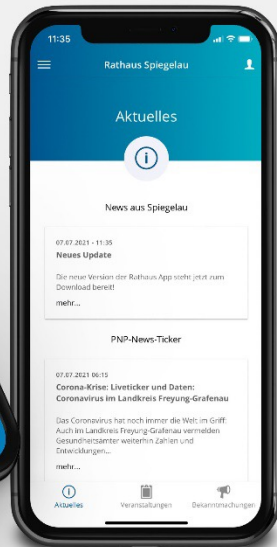 11:35
Rathaus Spiegelau
Aktuelles
i
News aus Spiegelau
07.07.2021 - 11:35
Neues Update
Die neue Version der Rathaus App steht jetzt zum
Download bereit!
mehr...
PNP-News-Ticker
07.07.2021 06:15
Corona-Krise: Liveticker und Daten:
Coronavirus im Landkreis Freyung-Grafenau
Das Coronavirus hat noch immer die Welt im Griff:
Auch im Landkreis Freyung-Grafenau vermelden
Gesundheitsämter weiterhin Zahlen und
Entwicklungen...
mehr...
Aktuelles
Veranstaltungen
Bekanntmachungen